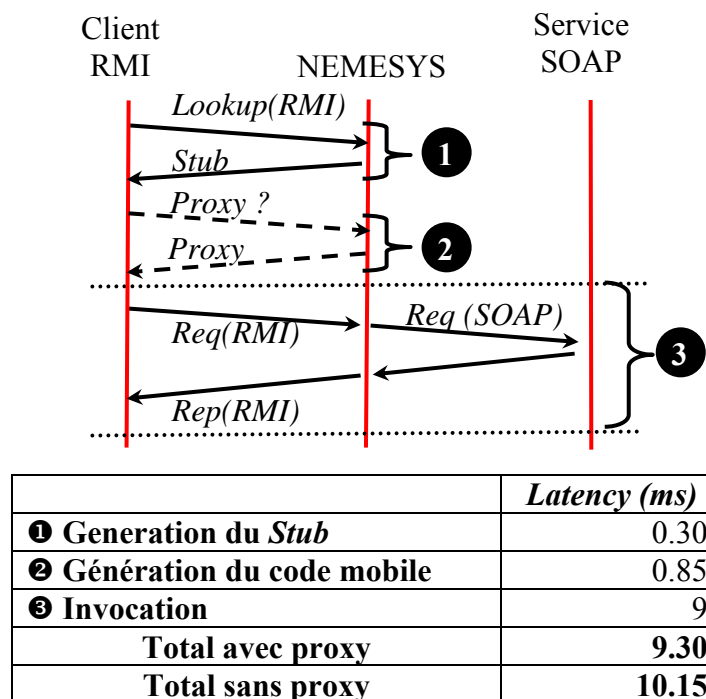 Client
RMI
NEMESYS
Service
SOAP
Lookup(RMI)
Stub
1
Proxy ?
Proxy
2
Req(RMI)
Req (SOAP)
3
Rep(RMI)
Latency (ms)
❶ Generation du Stub 0.30
❷ Génération du code mobile 0.85
❸ Invocation 9
Total avec proxy 9.30
Total sans proxy 10.15